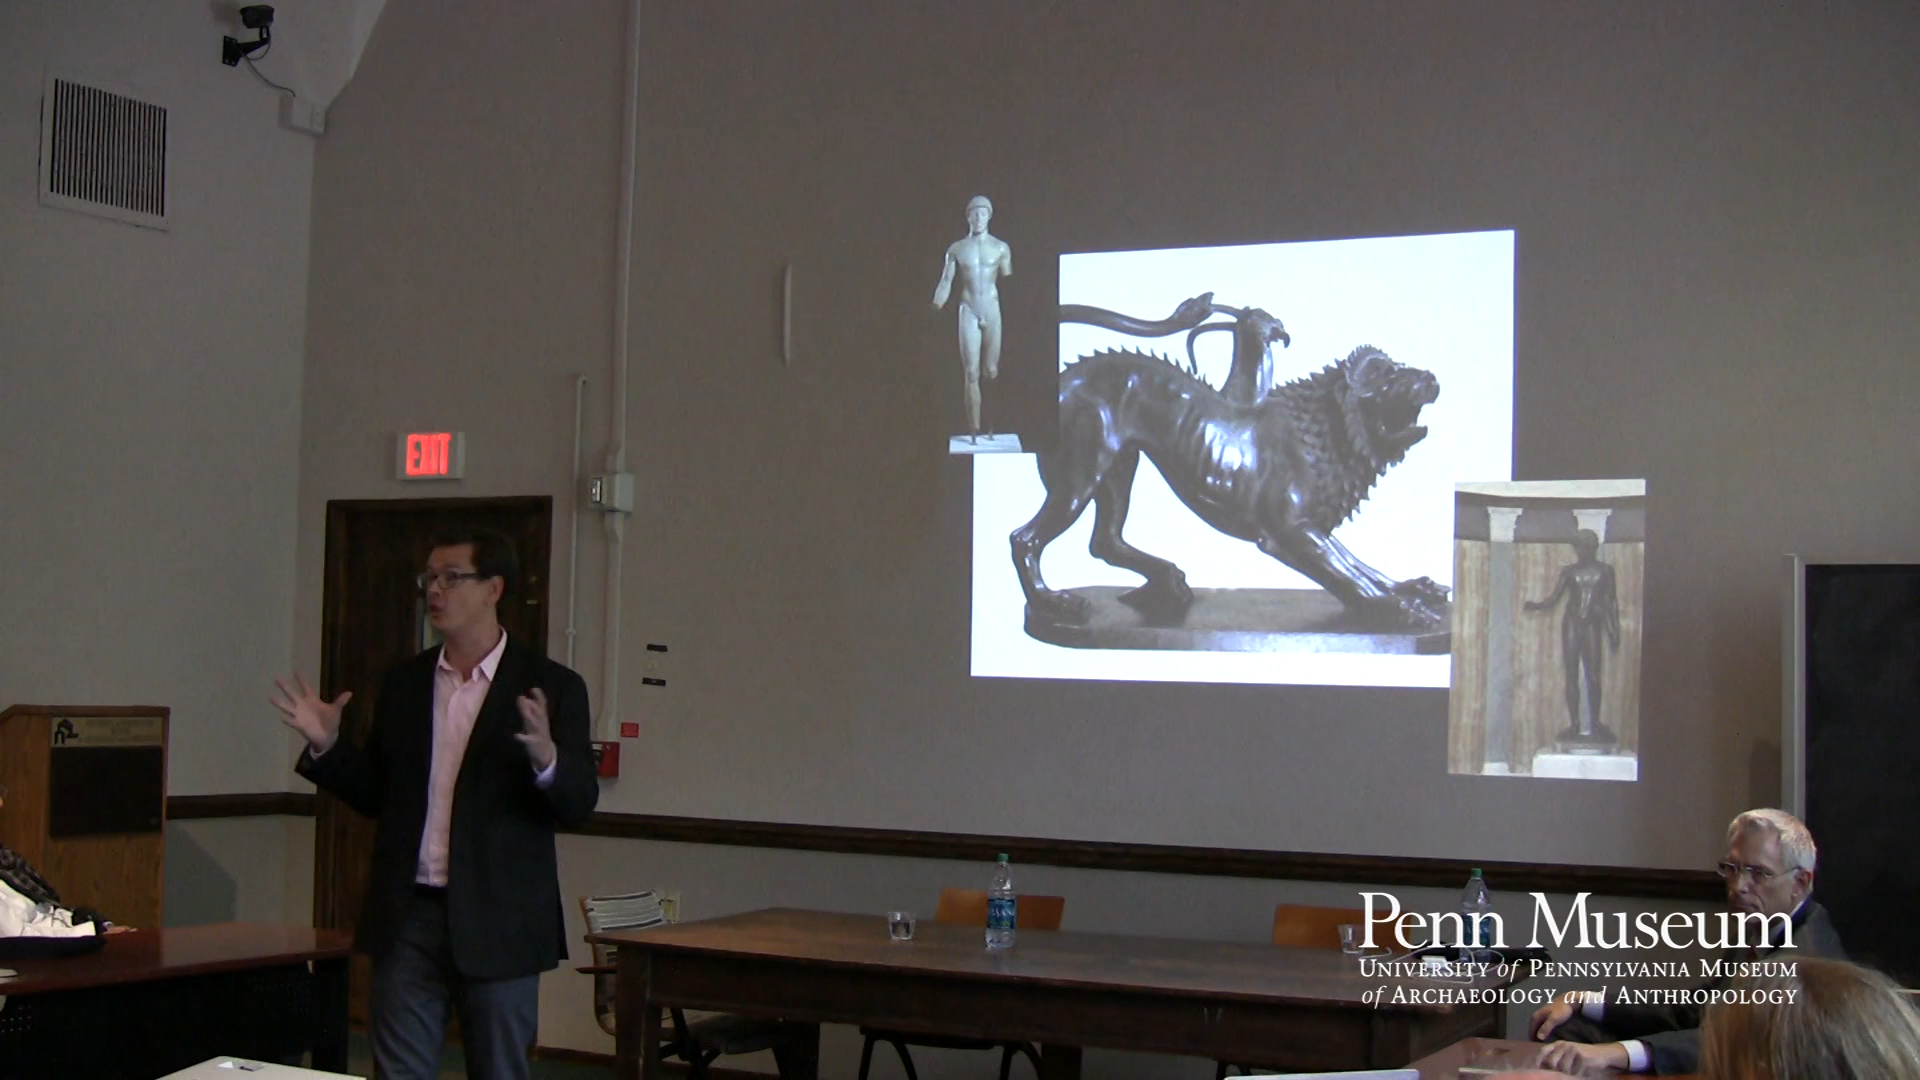 EXIT
Penn Museum
University of Pennsylvania Museum
of Archaeology and Anthropology